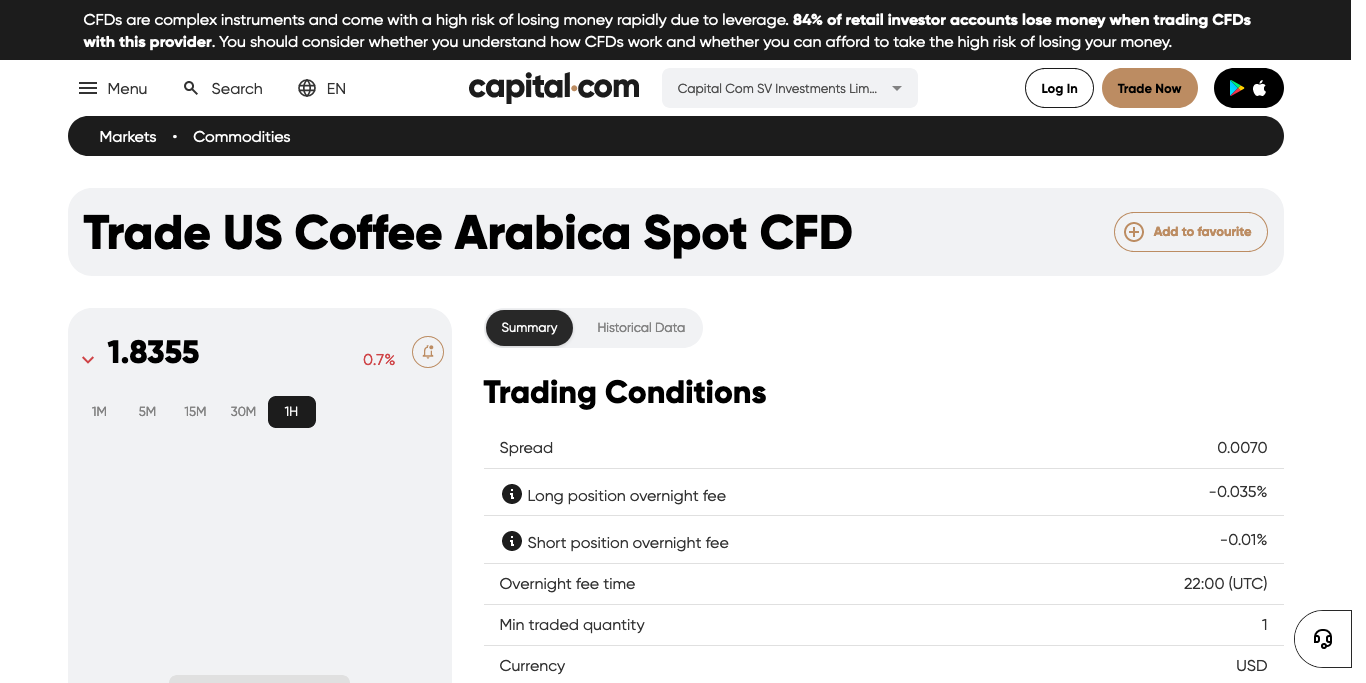 CFDs are complex instruments and come with a high risk of losing money rapidly due to leverage. 84% of retail investor accounts lose money when trading CFDs
with this provider. You should consider whether you understand how CFDs work and whether you can afford to take the high risk of losing your money.
Menu Search EN capital.com Capital Com SV Investments Lim... Log In Trade Now
Markets • Commodities
Trade US Coffee Arabica Spot CFD Add to favourite
1.8355 0.7%
1M 5M 15M 30M 1H
Summary Historical Data
Trading Conditions
Spread 0.0070
Long position overnight fee -0.035%
Short position overnight fee -0.01%
Overnight fee time 22:00 (UTC)
Min traded quantity 1
Currency USD